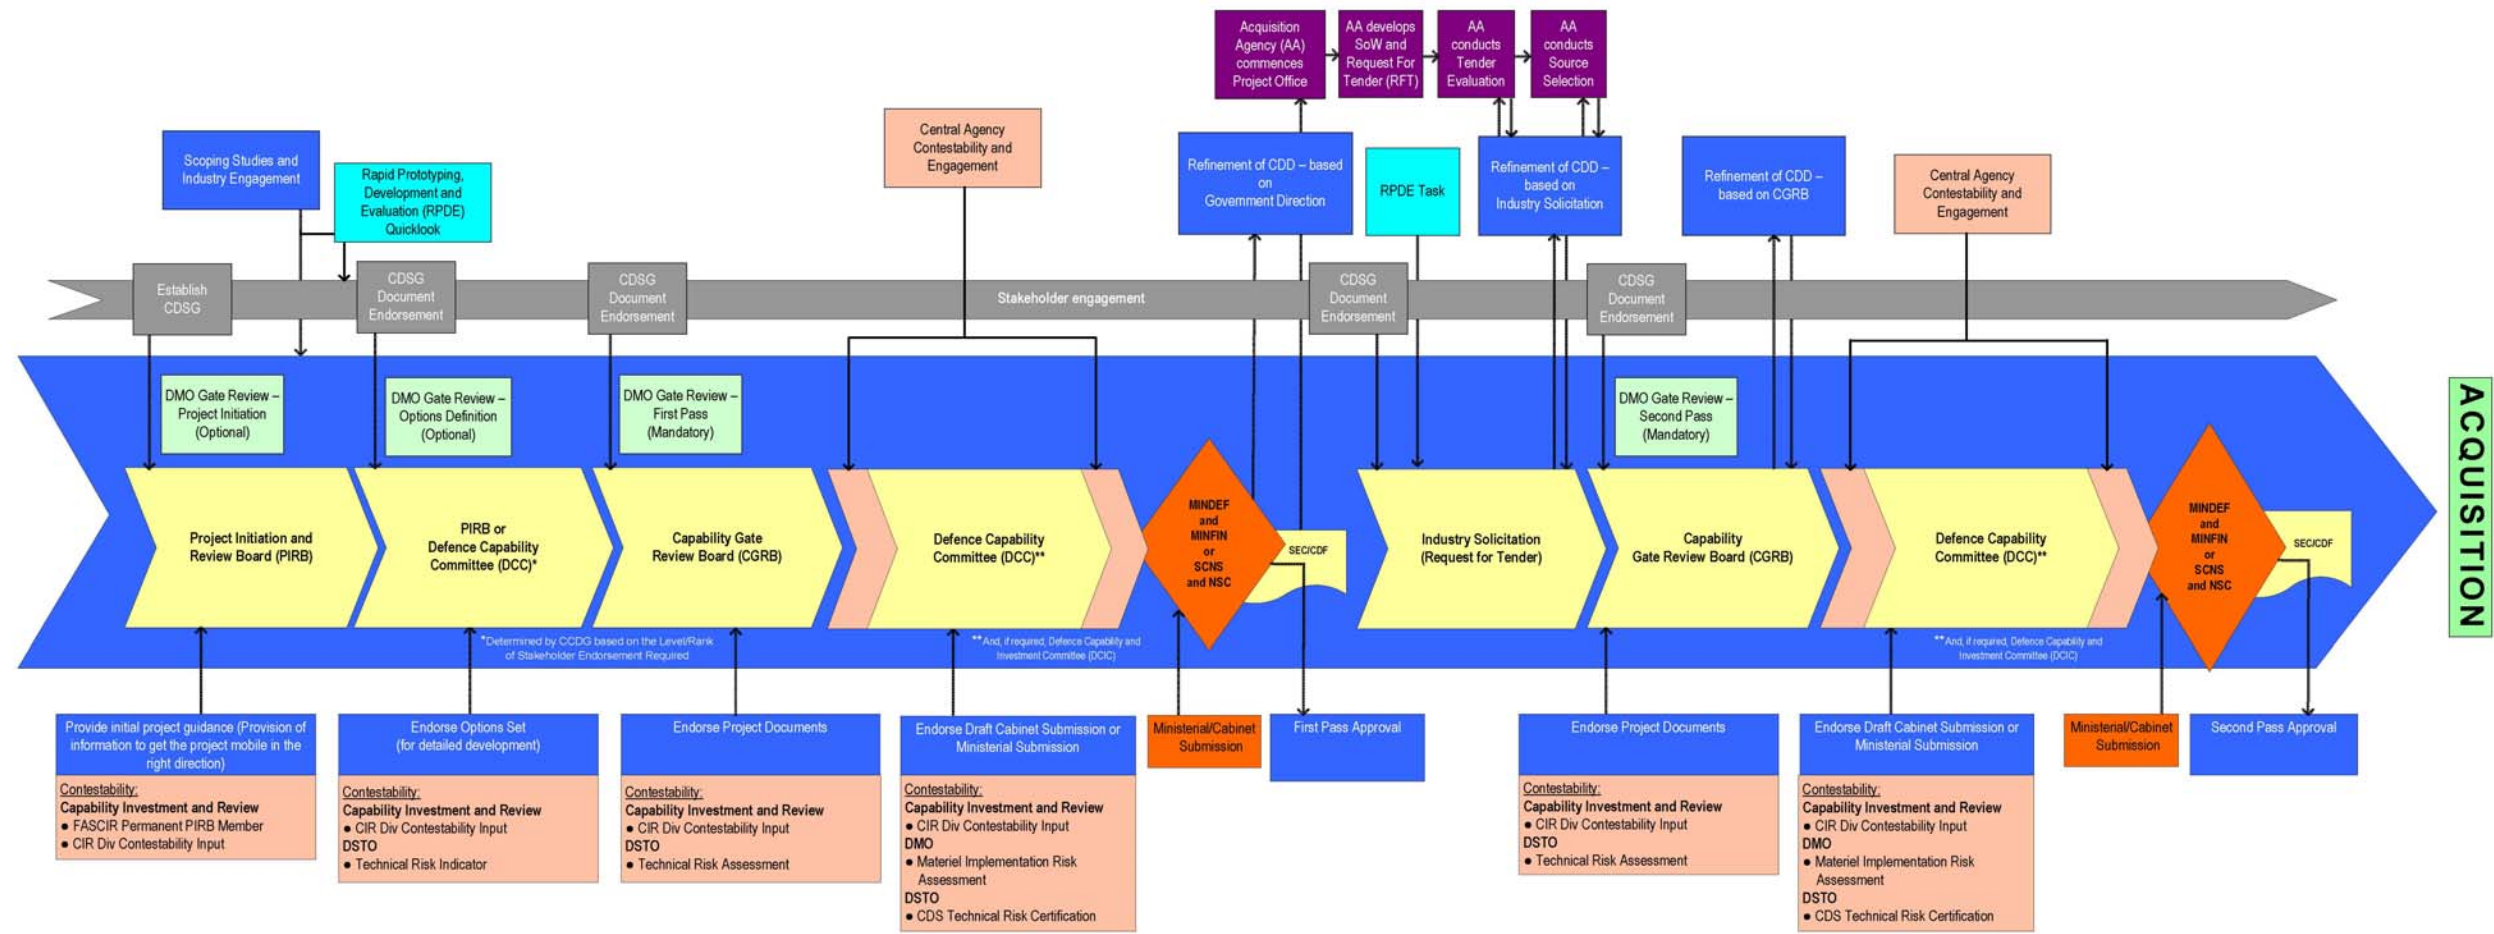 Acquisition
Agency (AA)
commences
Project Office
AA develops
SoW and
Request For
Tender (RFT)
AA
conducts
Tender
Evaluation
AA
conducts
Source
Selection
Scoping Studies and
Industry Engagement
Rapid Prototyping,
Development and
Evaluation (RPDE)
Quicklook
Central Agency
Contestability and
Engagement
Refinement of CDD – based
on
Government Direction
RPDE Task
Refinement of CDD –
based on
Industry Solicitation
Refinement of CDD –
based on CGRB
Central Agency
Contestability and
Engagement
Establish
CDSG
CDSG
Document
Endorsement
CDSG
Document
Endorsement
Stakeholder engagement
CDSG
Document
Endorsement
CDSG
Document
Endorsement
DMO Gate Review –
Project Initiation
(Optional)
DMO Gate Review –
Options Definition
(Optional)
DMO Gate Review –
First Pass
(Mandatory)
DMO Gate Review –
Second Pass
(Mandatory)
Project Initiation and
Review Board (PIRB)
PIRB or
Defence Capability
Committee (DCC)*
Capability Gate
Review Board (CGRB)
Defence Capability
Committee (DCC)**
MINDEF
and
MINFIN
or
SCNS
and NSC
SEC/CDF
Industry Solicitation
(Request for Tender)
Capability
Gate Review Board (CGRB)
Defence Capability
Committee (DCC)**
MINDEF
and
MINFIN
or
SCNS
and NSC
SEC/CDF
ACQUISITION
*Determined by CCDG based on the Level/Rank
of Stakeholder Endorsement Required
**And, if required, Defence Capability and
Investment Committee (DCIC)
**And, if required, Defence Capability and
Investment Committee (DCIC)
Provide initial project guidance (Provision of
information to get the project mobile in the
right direction)
Contestability:
Capability Investment and Review
● FASCIR Permanent PIRB Member
● CIR Div Contestability Input
Endorse Options Set
(for detailed development)
Contestability:
Capability Investment and Review
● CIR Div Contestability Input
DSTO
● Technical Risk Indicator
Endorse Project Documents
Contestability:
Capability Investment and Review
● CIR Div Contestability Input
DSTO
● Technical Risk Assessment
Endorse Draft Cabinet Submission or
Ministerial Submission
Contestability:
Capability Investment and Review
● CIR Div Contestability Input
DMO
● Materiel Implementation Risk
Assessment
DSTO
● CDS Technical Risk Certification
Ministerial/Cabinet
Submission
First Pass Approval
Endorse Project Documents
Contestability:
Capability Investment and Review
● CIR Div Contestability Input
DSTO
● Technical Risk Assessment
Endorse Draft Cabinet Submission or
Ministerial Submission
Contestability:
Capability Investment and Review
● CIR Div Contestability Input
DMO
● Materiel Implementation Risk
Assessment
DSTO
● CDS Technical Risk Certification
Ministerial/Cabinet
Submission
Second Pass Approval